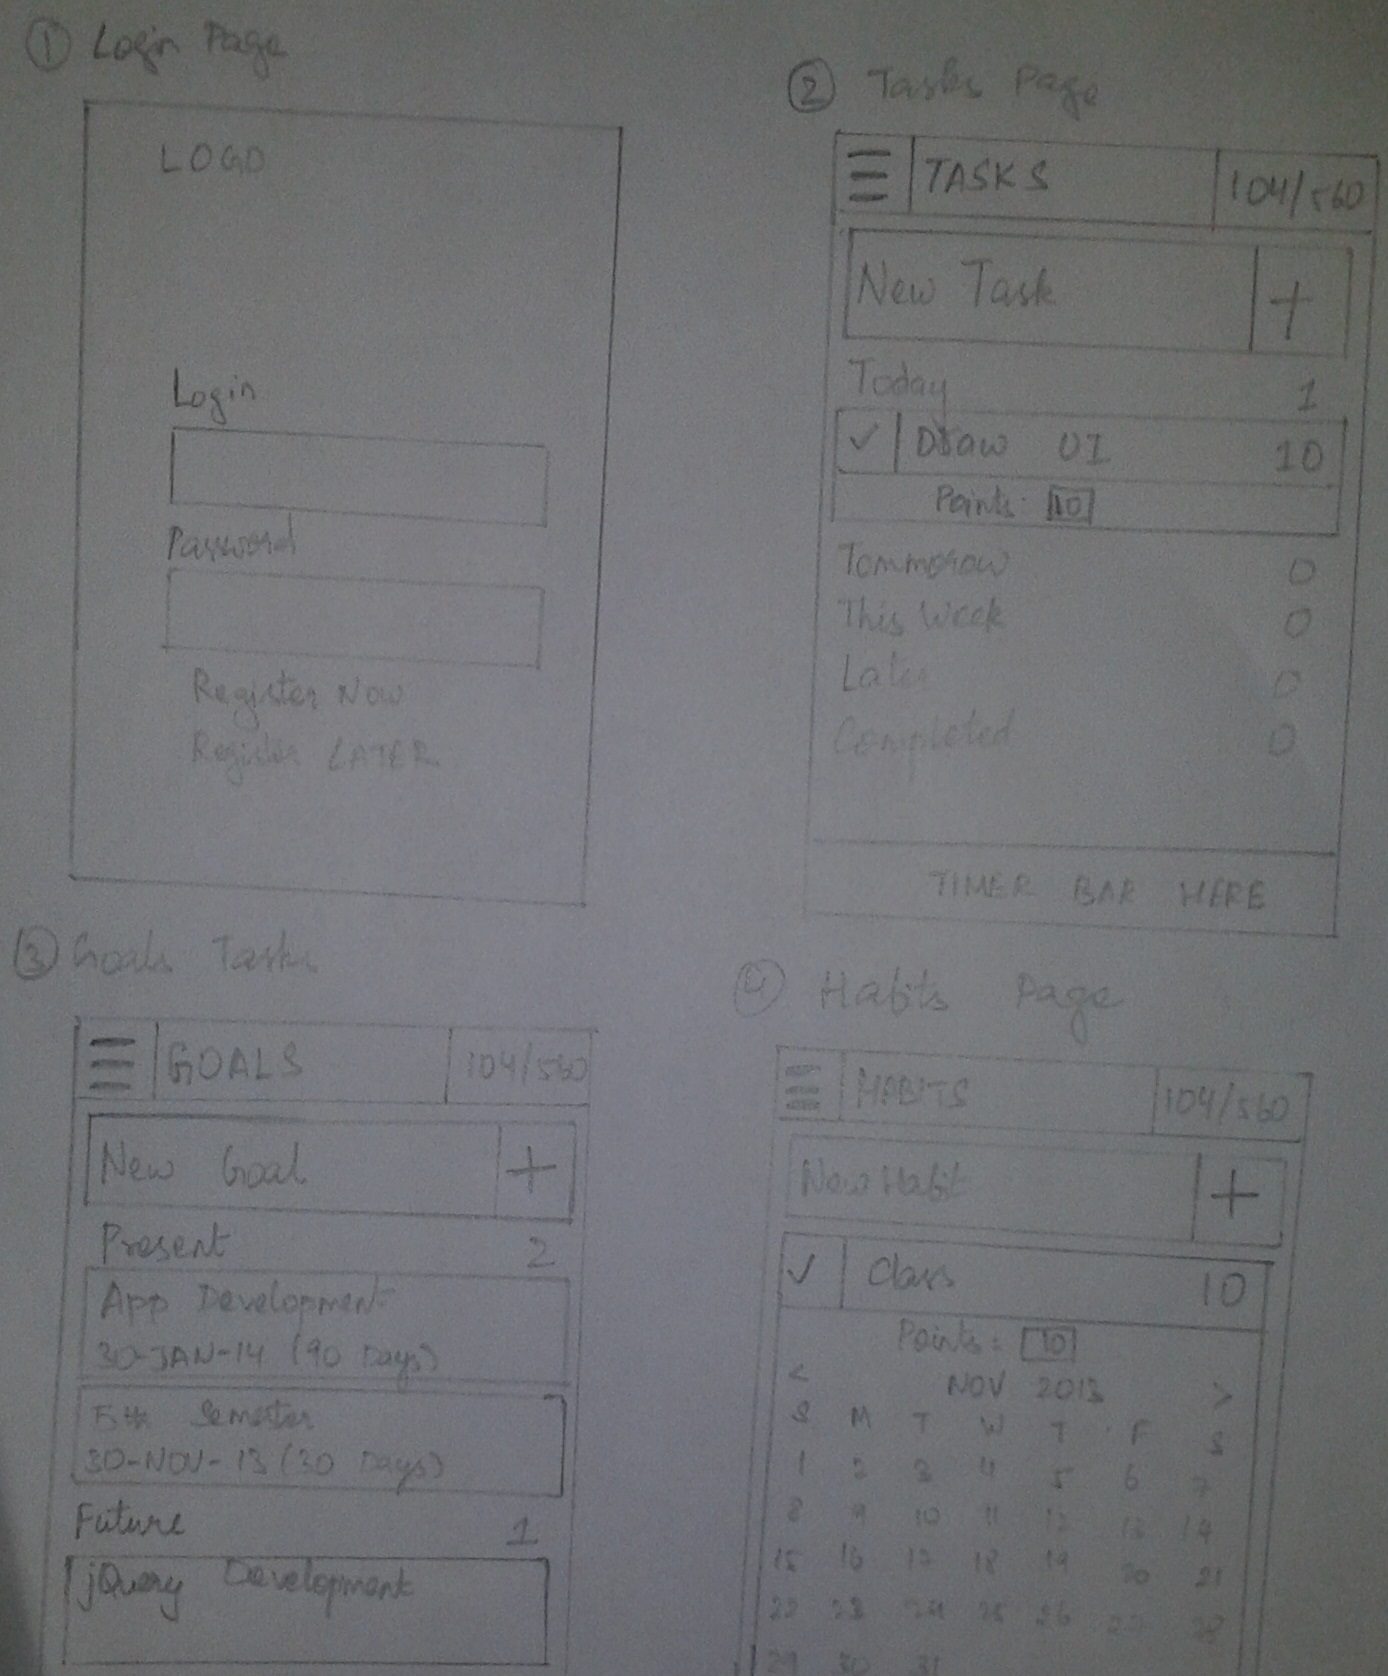 ① Login Page
LOGO
Login
Password
Register Now
Register LATER
② Tasks Page
TASKS 104/560
New Task +
Today 1
✓ Draw UI 10
Points: 10
Tommorow 0
This Week 0
Later 0
Completed 0
TIMER BAR HERE
③ Goals Tasks
GOALS 104/560
New Goal +
Present 2
App Development
30-JAN-14 (90 Days)
5th Semester
30-NOV-13 (30 Days)
Future 1
jQuery Development
④ Habits Page
HABITS 104/560
New Habit +
✓ Class 10
Points: 10
< NOV 2013 >
S M T W T F S
1 2 3 4 5 6 7
8 9 10 11 12 13 14
15 16 17 18 19 20 21
22 23 24 25 26 27 28
29 30 31